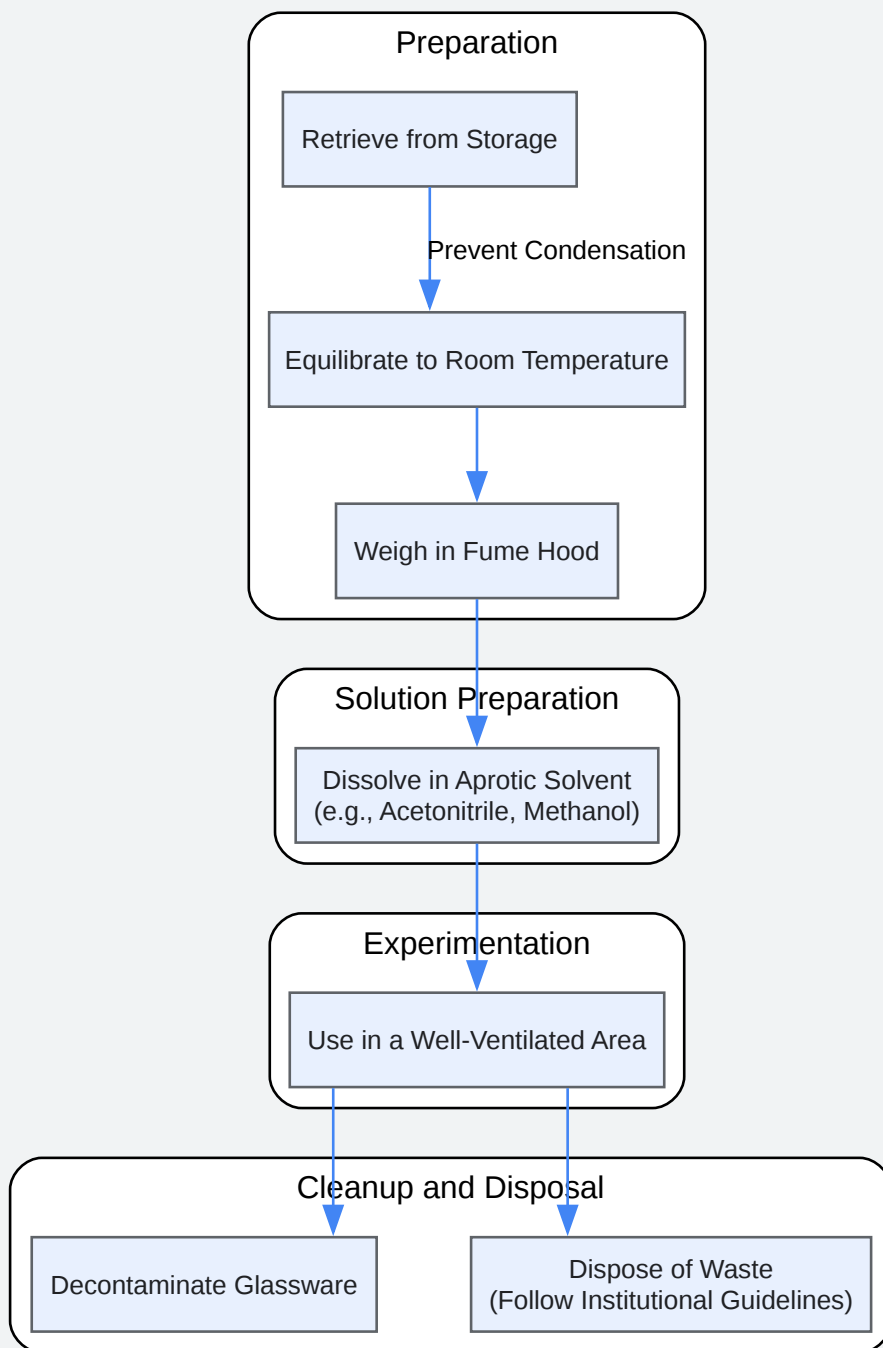 Preparation
Retrieve from Storage
Prevent Condensation
Equilibrate to Room Temperature
Weigh in Fume Hood
Solution Preparation
Dissolve in Aprotic Solvent
(e.g., Acetonitrile, Methanol)
Experimentation
Use in a Well-Ventilated Area
Cleanup and Disposal
Decontaminate Glassware
Dispose of Waste
(Follow Institutional Guidelines)